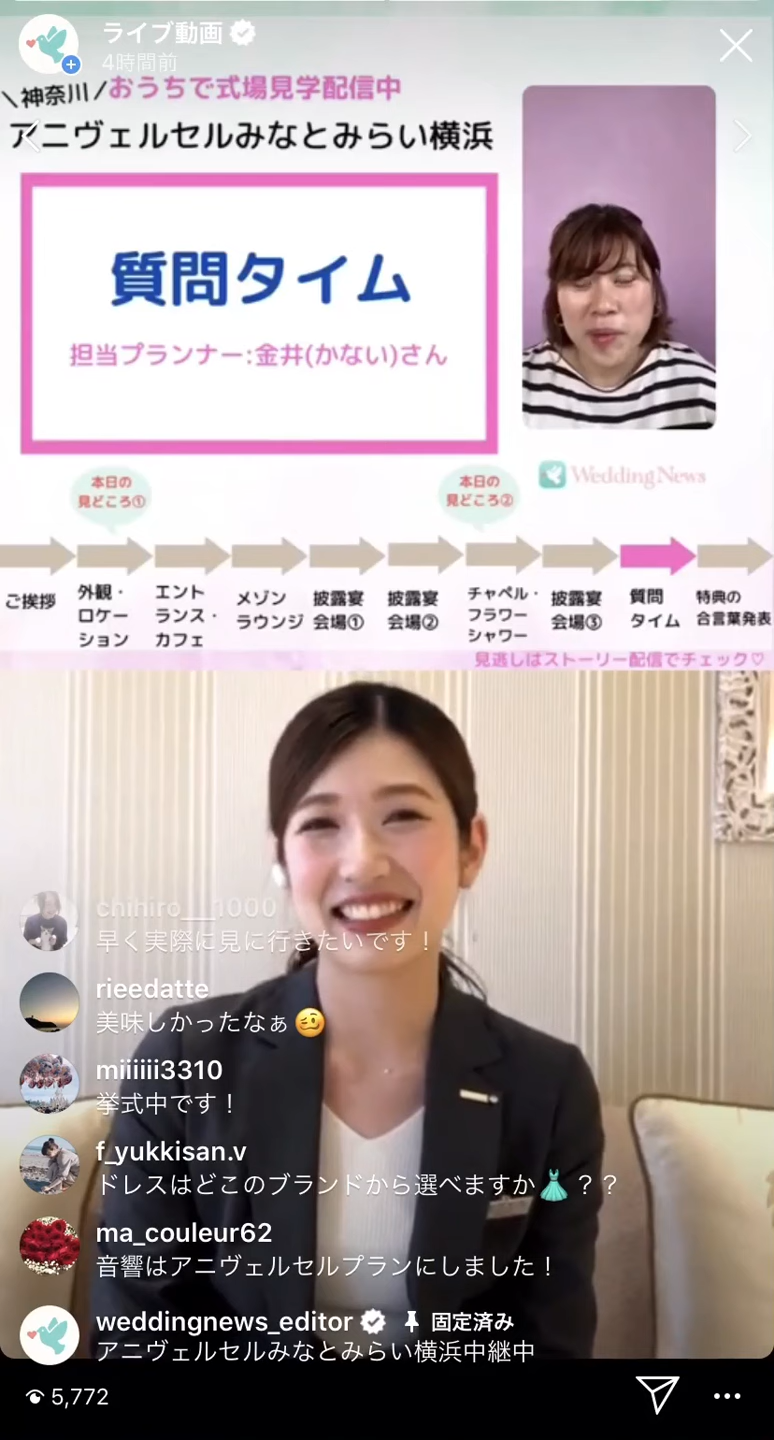 ライブ動画
4時間前
＼神奈川／おうちで式場見学配信中
アニヴェルセルみなとみらい横浜
質問タイム
担当プランナー:金井(かない)さん
WeddingNews
本日の
見どころ①
本日の
見どころ②
ご挨拶
外観・
ロケー
ション
エント
ランス・
カフェ
メゾン
ラウンジ
披露宴
会場①
披露宴
会場②
チャペル・
フラワー
シャワー
披露宴
会場③
質問
タイム
特典の
合言葉発表
見逃しはストーリー配信でチェック♡
chihiro__1000
早く実際に見に行きたいです！
rieedatte
美味しかったなぁ🥴
miiiiii3310
挙式中です！
f_yukkisan.v
ドレスはどこのブランドから選べますか👗？？
ma_couleur62
音響はアニヴェルセルプランにしました！
weddingnews_editor 固定済み
アニヴェルセルみなとみらい横浜中継中
5,772